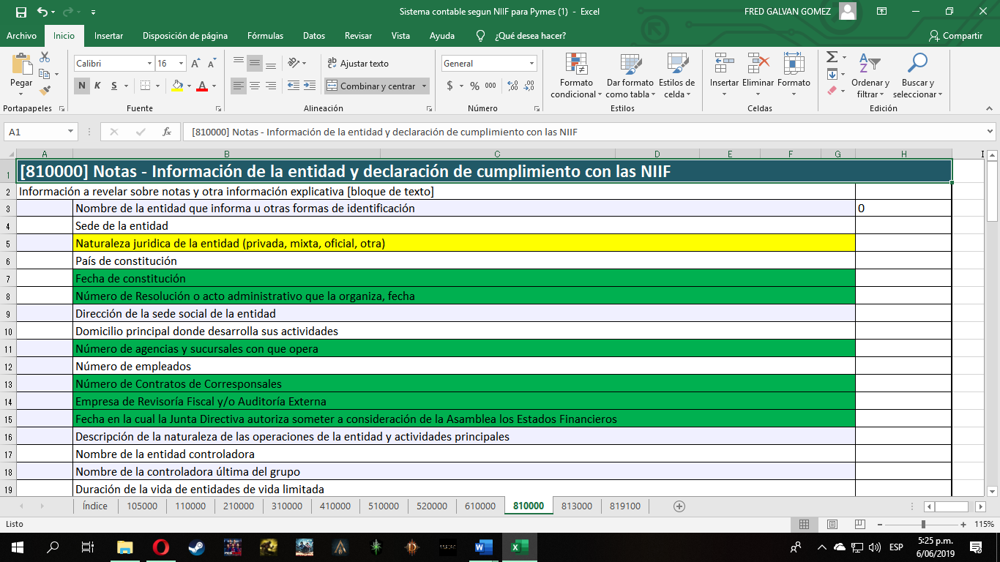 Sistema contable segun NIIF para Pymes (1) - Excel
FRED GALVAN GOMEZ
Archivo Inicio Insertar Disposición de página Fórmulas Datos Revisar Vista Ayuda ¿Qué desea hacer? Compartir
Pegar
Calibri 16
N K S
Ajustar texto
Combinar y centrar
General
$ % 000
Formato condicional
Dar formato como tabla
Estilos de celda
Insertar Eliminar Formato
Ordenar y filtrar
Buscar y seleccionar
Portapapeles Fuente Alineación Número Estilos Celdas Edición
A1 fx [810000] Notas - Información de la entidad y declaración de cumplimiento con las NIIF
A B C D E F G H I
1 [810000] Notas - Información de la entidad y declaración de cumplimiento con las NIIF
2 Información a revelar sobre notas y otra información explicativa [bloque de texto]
3 Nombre de la entidad que informa u otras formas de identificación 0
4 Sede de la entidad
5 Naturaleza juridica de la entidad (privada, mixta, oficial, otra)
6 País de constitución
7 Fecha de constitución
8 Número de Resolución o acto administrativo que la organiza, fecha
9 Dirección de la sede social de la entidad
10 Domicilio principal donde desarrolla sus actividades
11 Número de agencias y sucursales con que opera
12 Número de empleados
13 Número de Contratos de Corresponsales
14 Empresa de Revisoría Fiscal y/o Auditoría Externa
15 Fecha en la cual la Junta Directiva autoriza someter a consideración de la Asamblea los Estados Financieros
16 Descripción de la naturaleza de las operaciones de la entidad y actividades principales
17 Nombre de la entidad controladora
18 Nombre de la controladora última del grupo
19 Duración de la vida de entidades de vida limitada
Índice 105000 110000 210000 310000 410000 510000 520000 610000 810000 813000 819100
Listo 115%
ESP
5:25 p.m.
6/06/2019